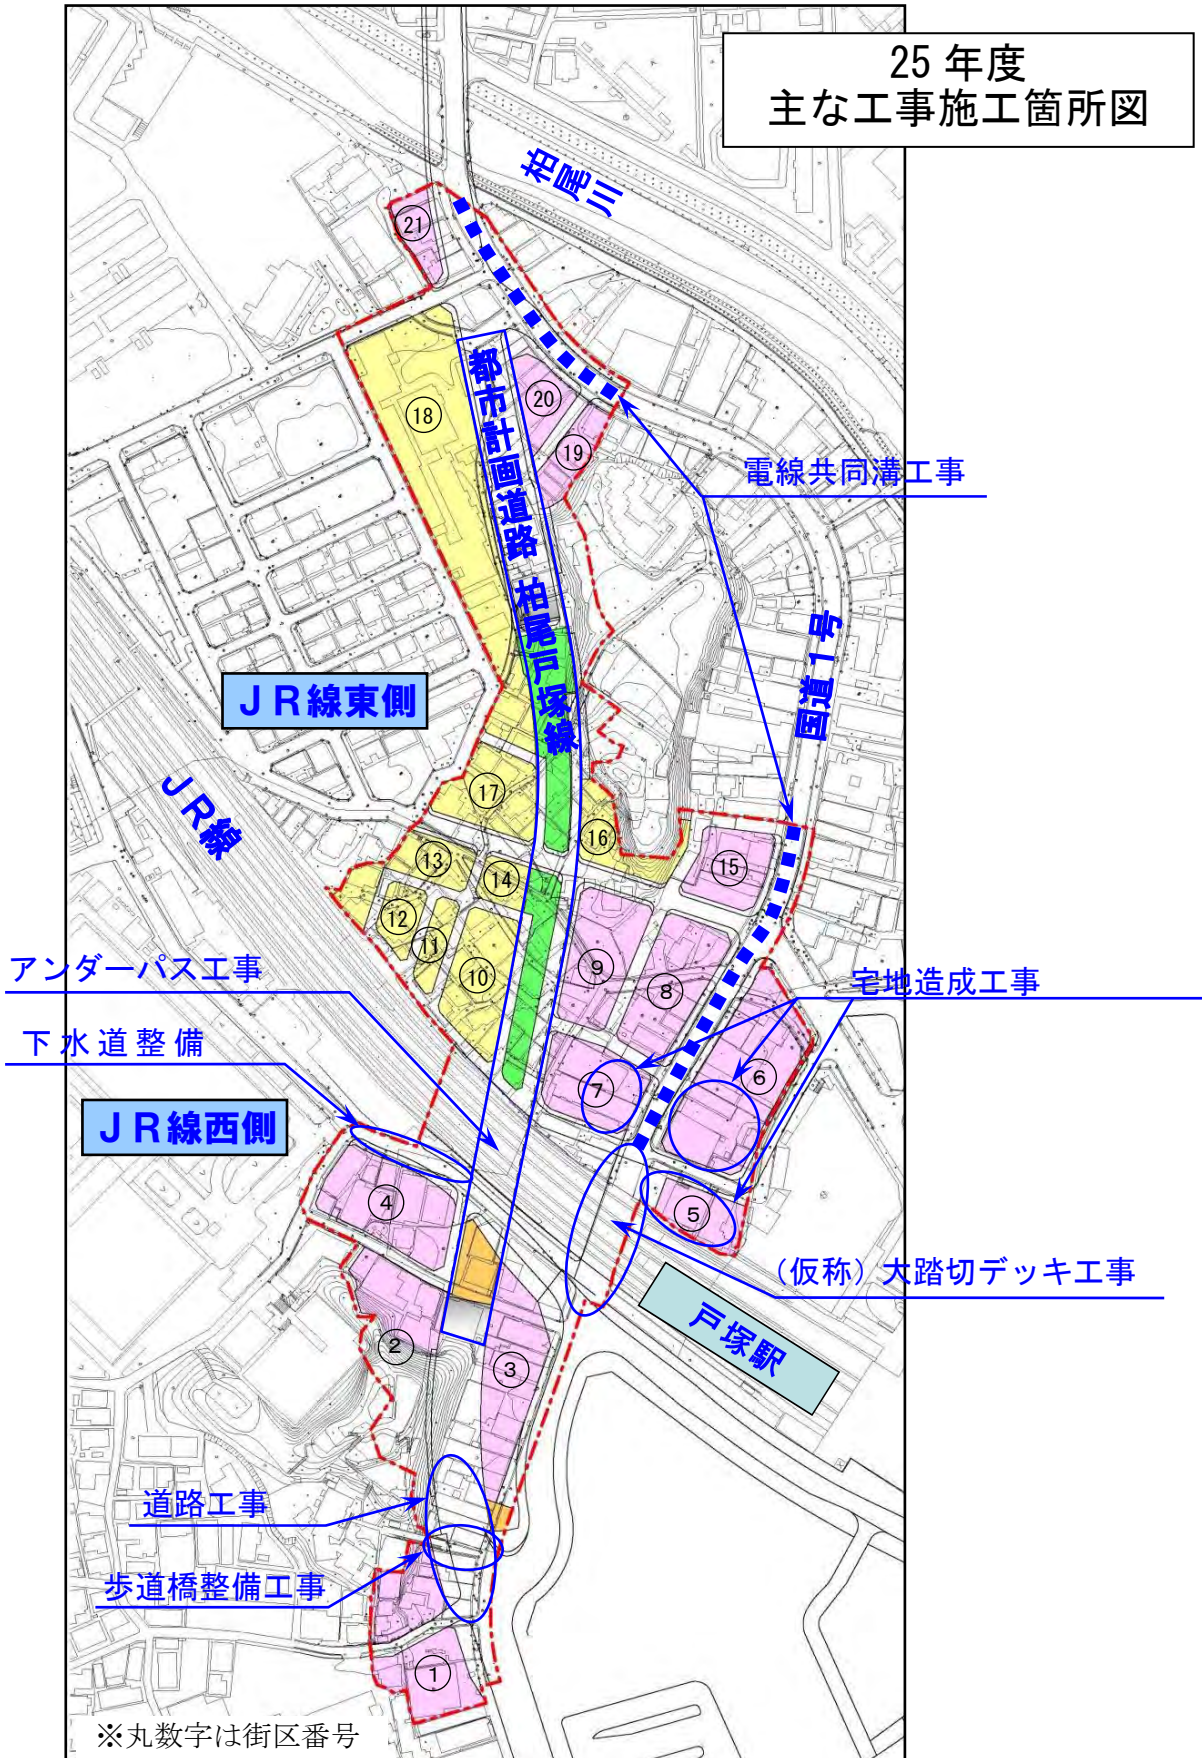 25 年度
主な工事施工箇所図
柏尾川
21
都市計画道路 柏尾戸塚線
20
18
19
電線共同溝工事
国道1号
ＪＲ線東側
ＪＲ線
17
16
13
15
14
12
11
10
9
8
アンダーパス工事
宅地造成工事
下水道整備
7
6
ＪＲ線西側
4
5
（仮称）大踏切デッキ工事
戸塚駅
2
3
道路工事
歩道橋整備工事
1
※丸数字は街区番号